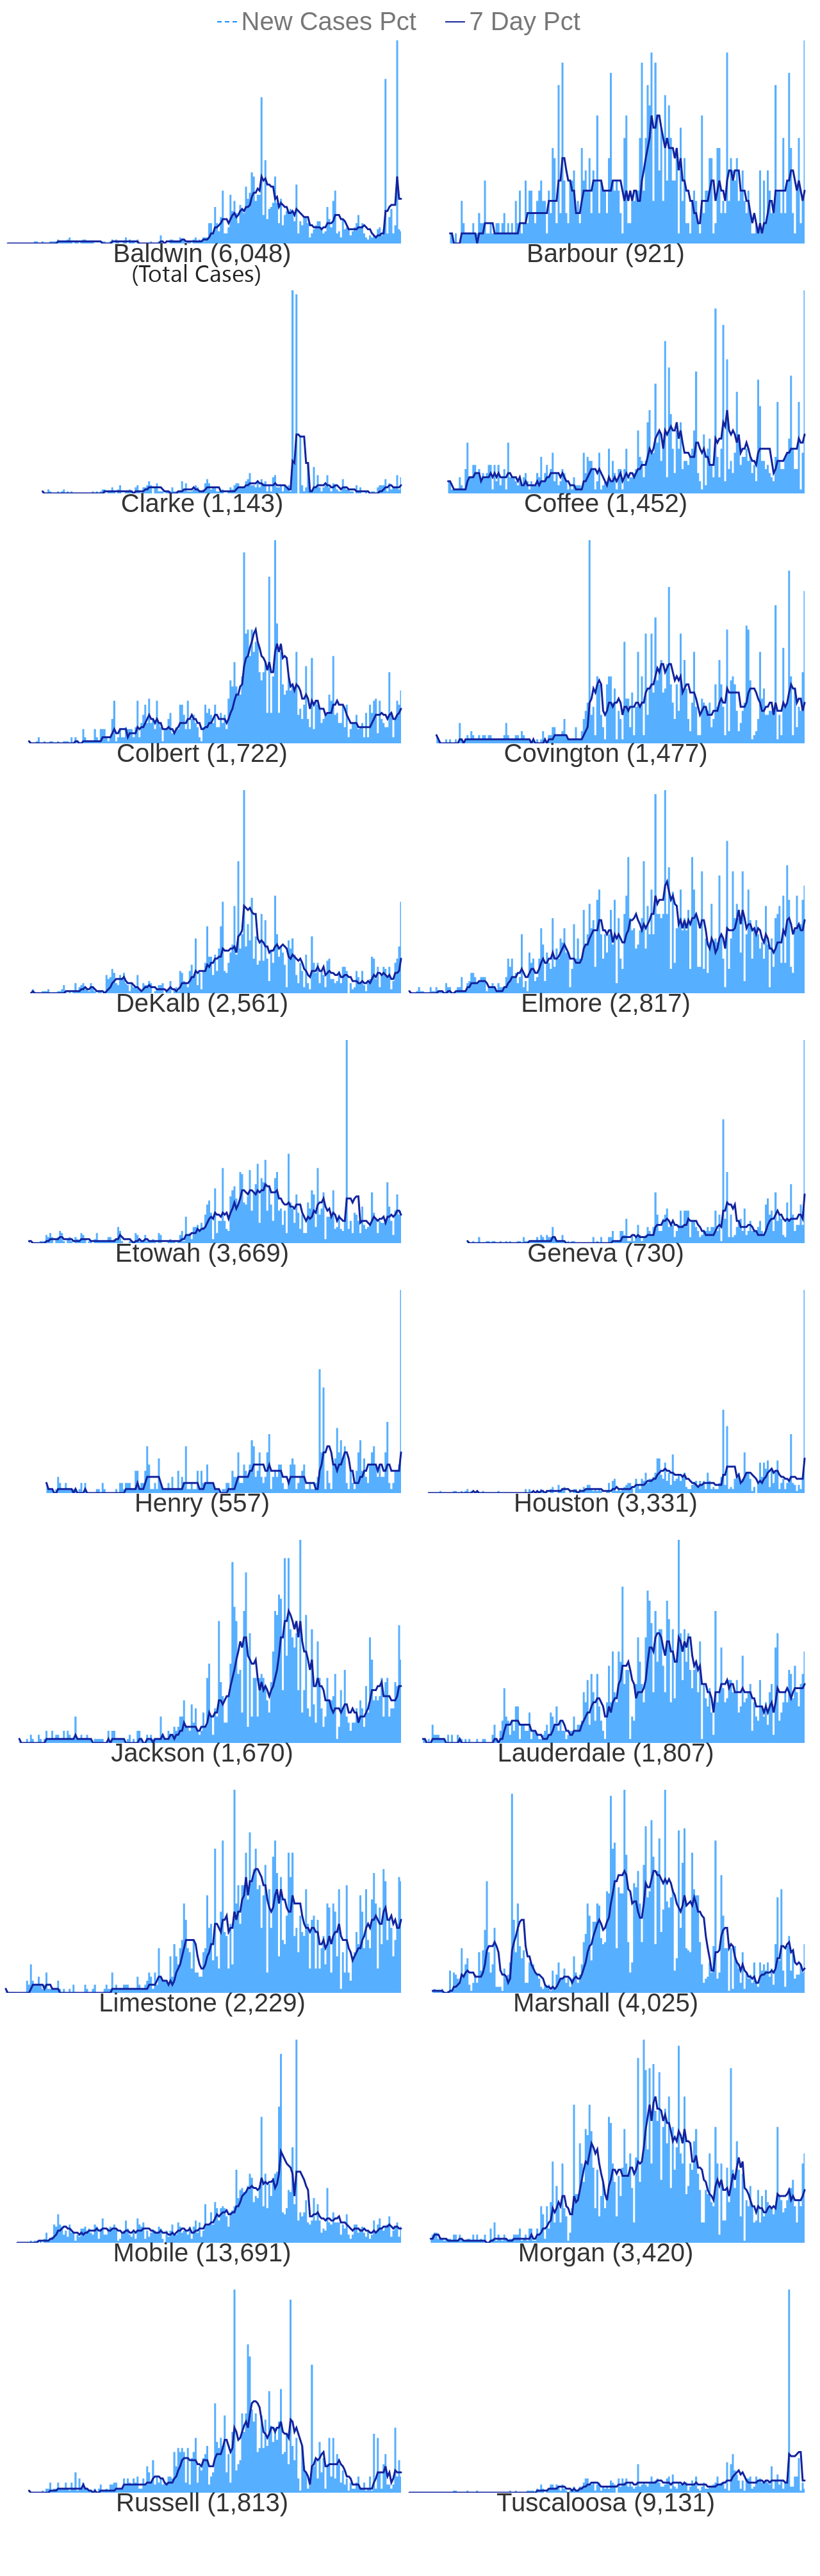 New Cases Pct 7 Day Pct
Baldwin (6,048) Barbour (921)
(Total Cases)
Clarke (1,143) Coffee (1,452)
Colbert (1,722) Covington (1,477)
DeKalb (2,561) Elmore (2,817)
Etowah (3,669) Geneva (730)
Henry (557) Houston (3,331)
Jackson (1,670) Lauderdale (1,807)
Limestone (2,229) Marshall (4,025)
Mobile (13,691) Morgan (3,420)
Russell (1,813) Tuscaloosa (9,131)